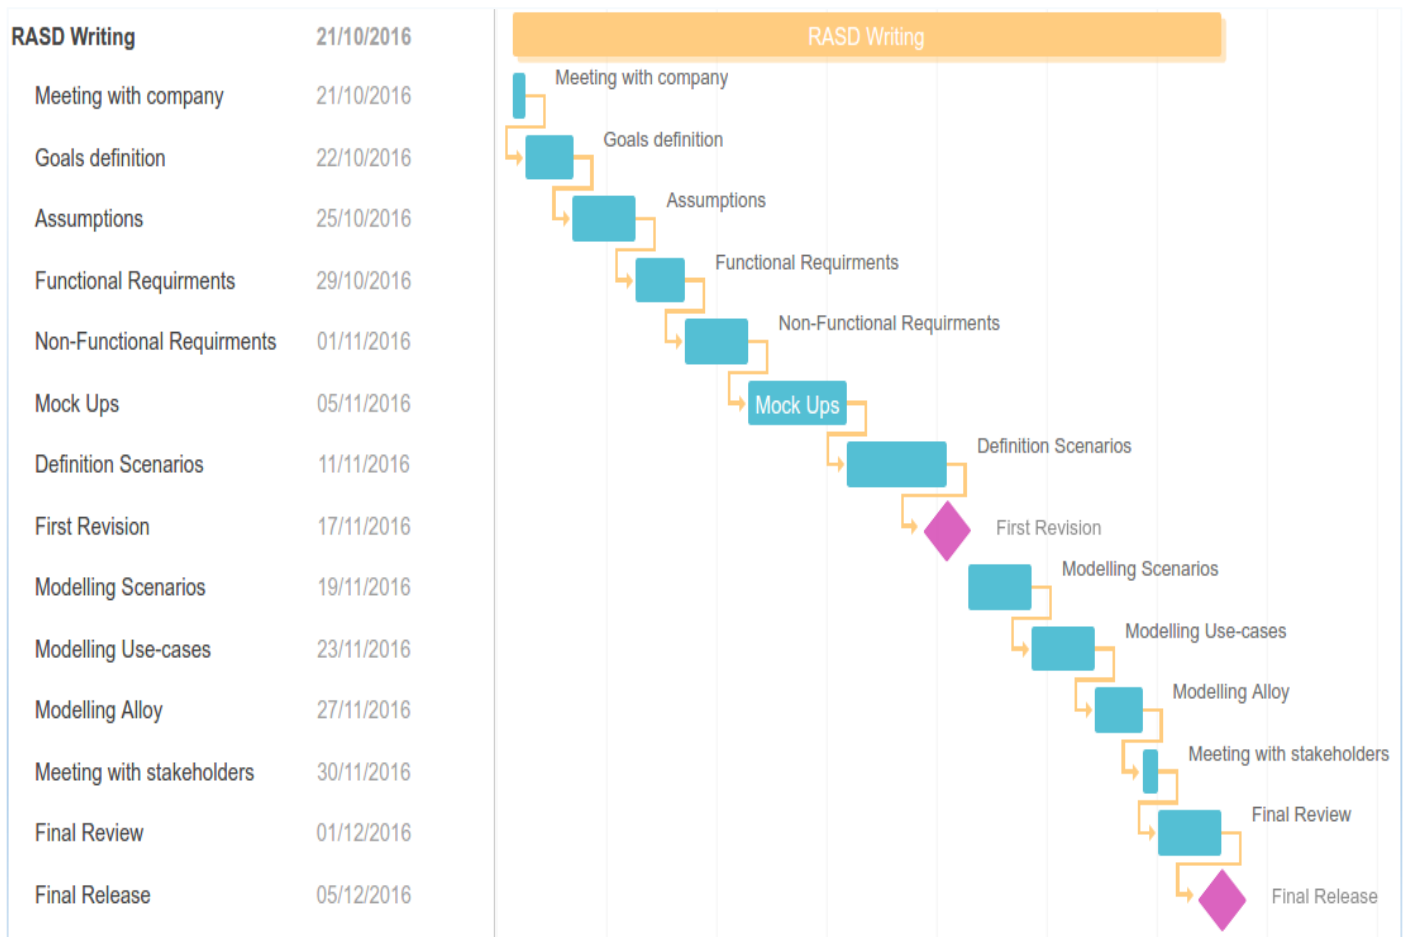 RASD Writing 21/10/2016 RASD Writing
Meeting with company 21/10/2016 Meeting with company
Goals definition 22/10/2016 Goals definition
Assumptions 25/10/2016 Assumptions
Functional Requirments 29/10/2016 Functional Requirments
Non-Functional Requirments 01/11/2016 Non-Functional Requirments
Mock Ups 05/11/2016 Mock Ups
Definition Scenarios 11/11/2016 Definition Scenarios
First Revision 17/11/2016 First Revision
Modelling Scenarios 19/11/2016 Modelling Scenarios
Modelling Use-cases 23/11/2016 Modelling Use-cases
Modelling Alloy 27/11/2016 Modelling Alloy
Meeting with stakeholders 30/11/2016 Meeting with stakeholders
Final Review 01/12/2016 Final Review
Final Release 05/12/2016 Final Release